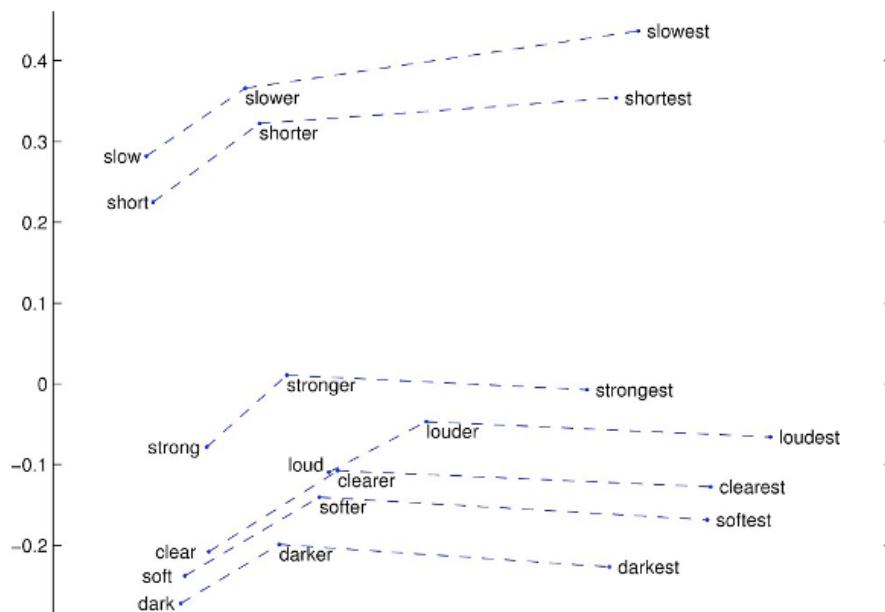 slowest
0.4
slower
shortest
shorter
0.3
slow
short
0.2
0.1
0
stronger
strongest
strong
louder
loudest
−0.1
loud
clearer
clearest
softer
softest
−0.2
clear
darker
soft
darkest
dark